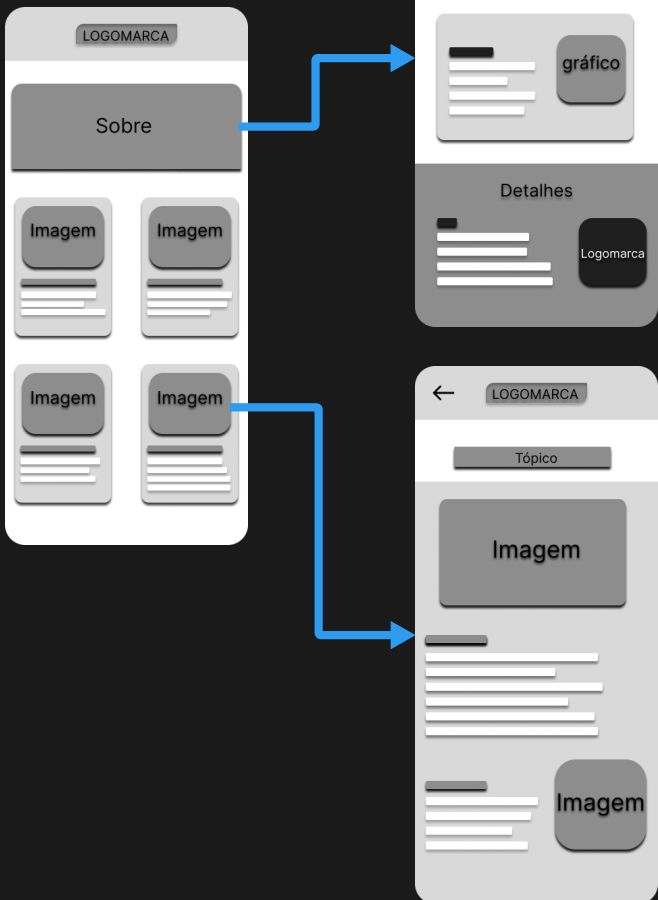 LOGOMARCA
Sobre
Imagem
Imagem
Imagem
Imagem
gráfico
Detalhes
Logomarca
LOGOMARCA
Tópico
Imagem
Imagem